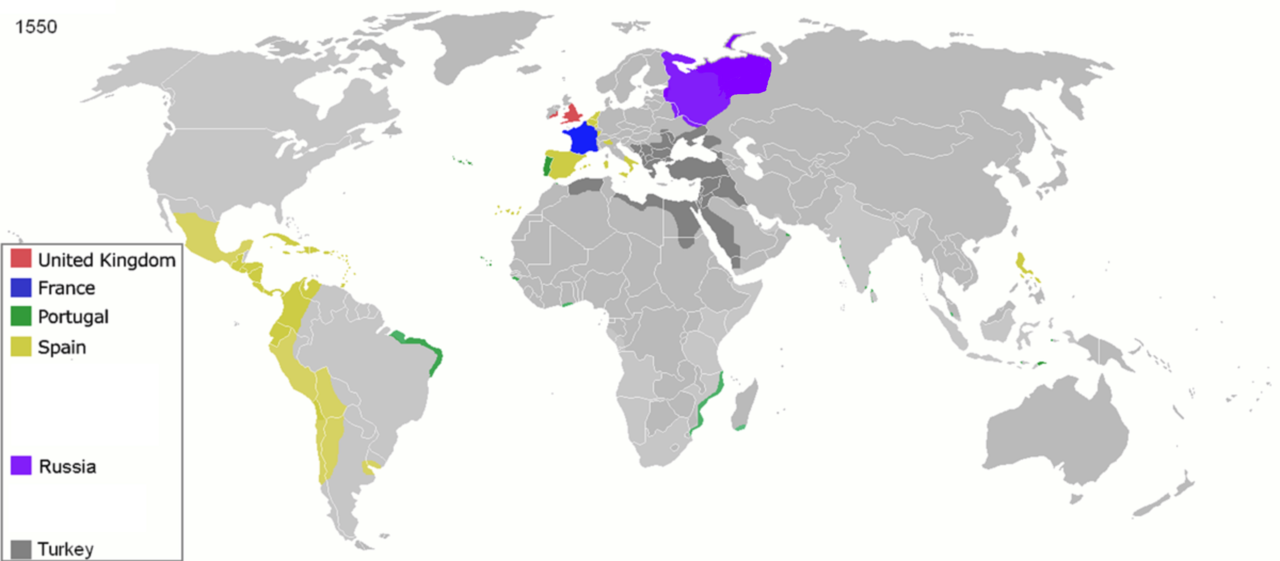 1550
United Kingdom
France
Portugal
Spain
Russia
Turkey